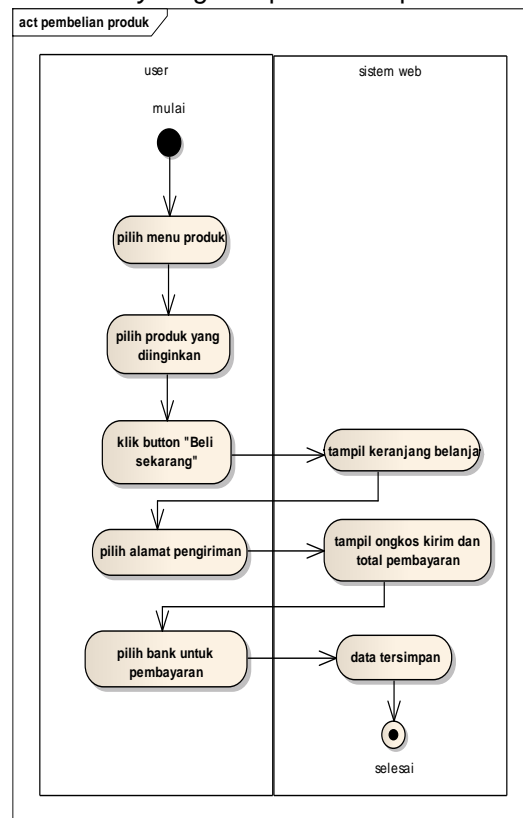 act pembelian produk
user
sistem web
mulai
pilih menu produk
pilih produk yang
diinginkan
klik button "Beli
sekarang"
tampil keranjang belanja
pilih alamat pengiriman
tampil ongkos kirim dan
total pembayaran
pilih bank untuk
pembayaran
data tersimpan
selesai